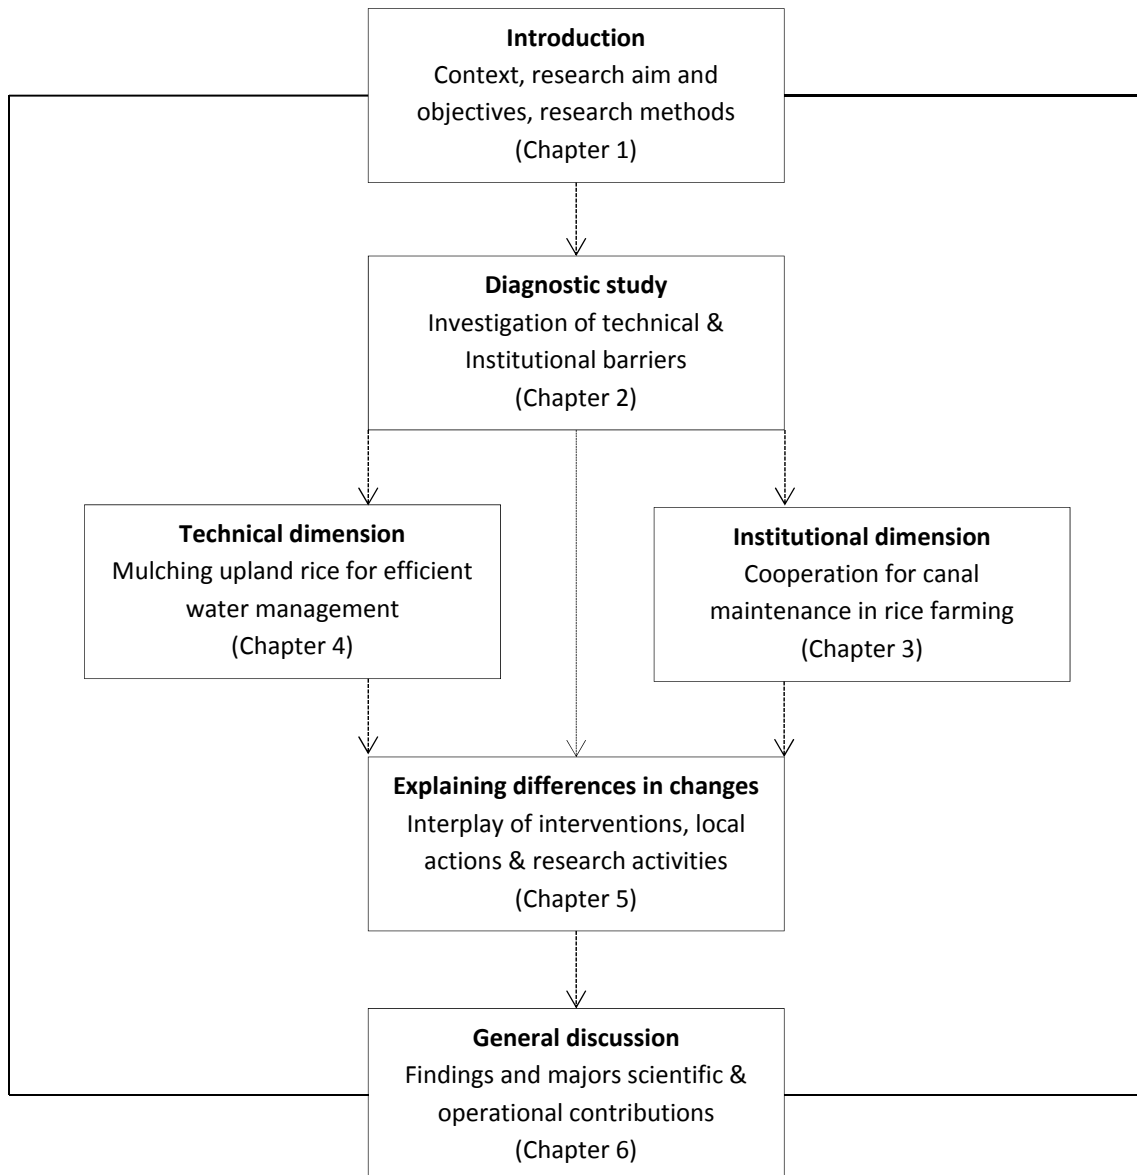 Introduction
Context, research aim and
objectives, research methods
(Chapter 1)
Diagnostic study
Investigation of technical &
Institutional barriers
(Chapter 2)
Technical dimension
Mulching upland rice for efficient
water management
(Chapter 4)
Institutional dimension
Cooperation for canal
maintenance in rice farming
(Chapter 3)
Explaining differences in changes
Interplay of interventions, local
actions & research activities
(Chapter 5)
General discussion
Findings and majors scientific &
operational contributions
(Chapter 6)